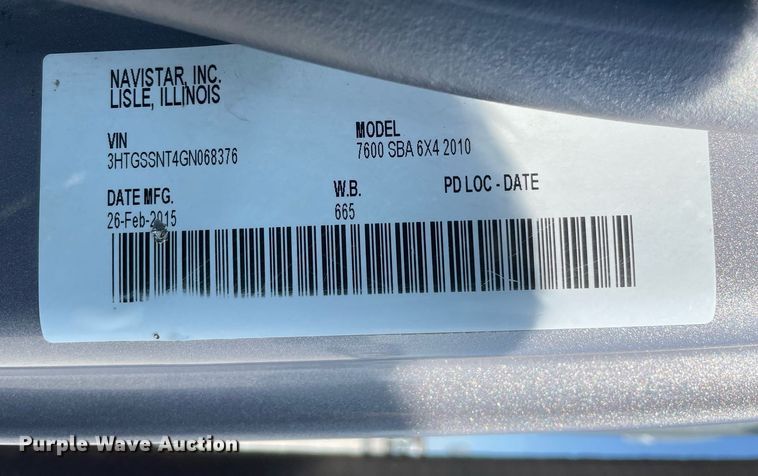 NAVISTAR, INC.
LISLE, ILLINOIS
VIN
3HTGSSNT4GN068376
MODEL
7600 SBA 6X4 2010
DATE MFG.
26-Feb-2015
W.B.
665
PD LOC - DATE
Purple Wave Auction